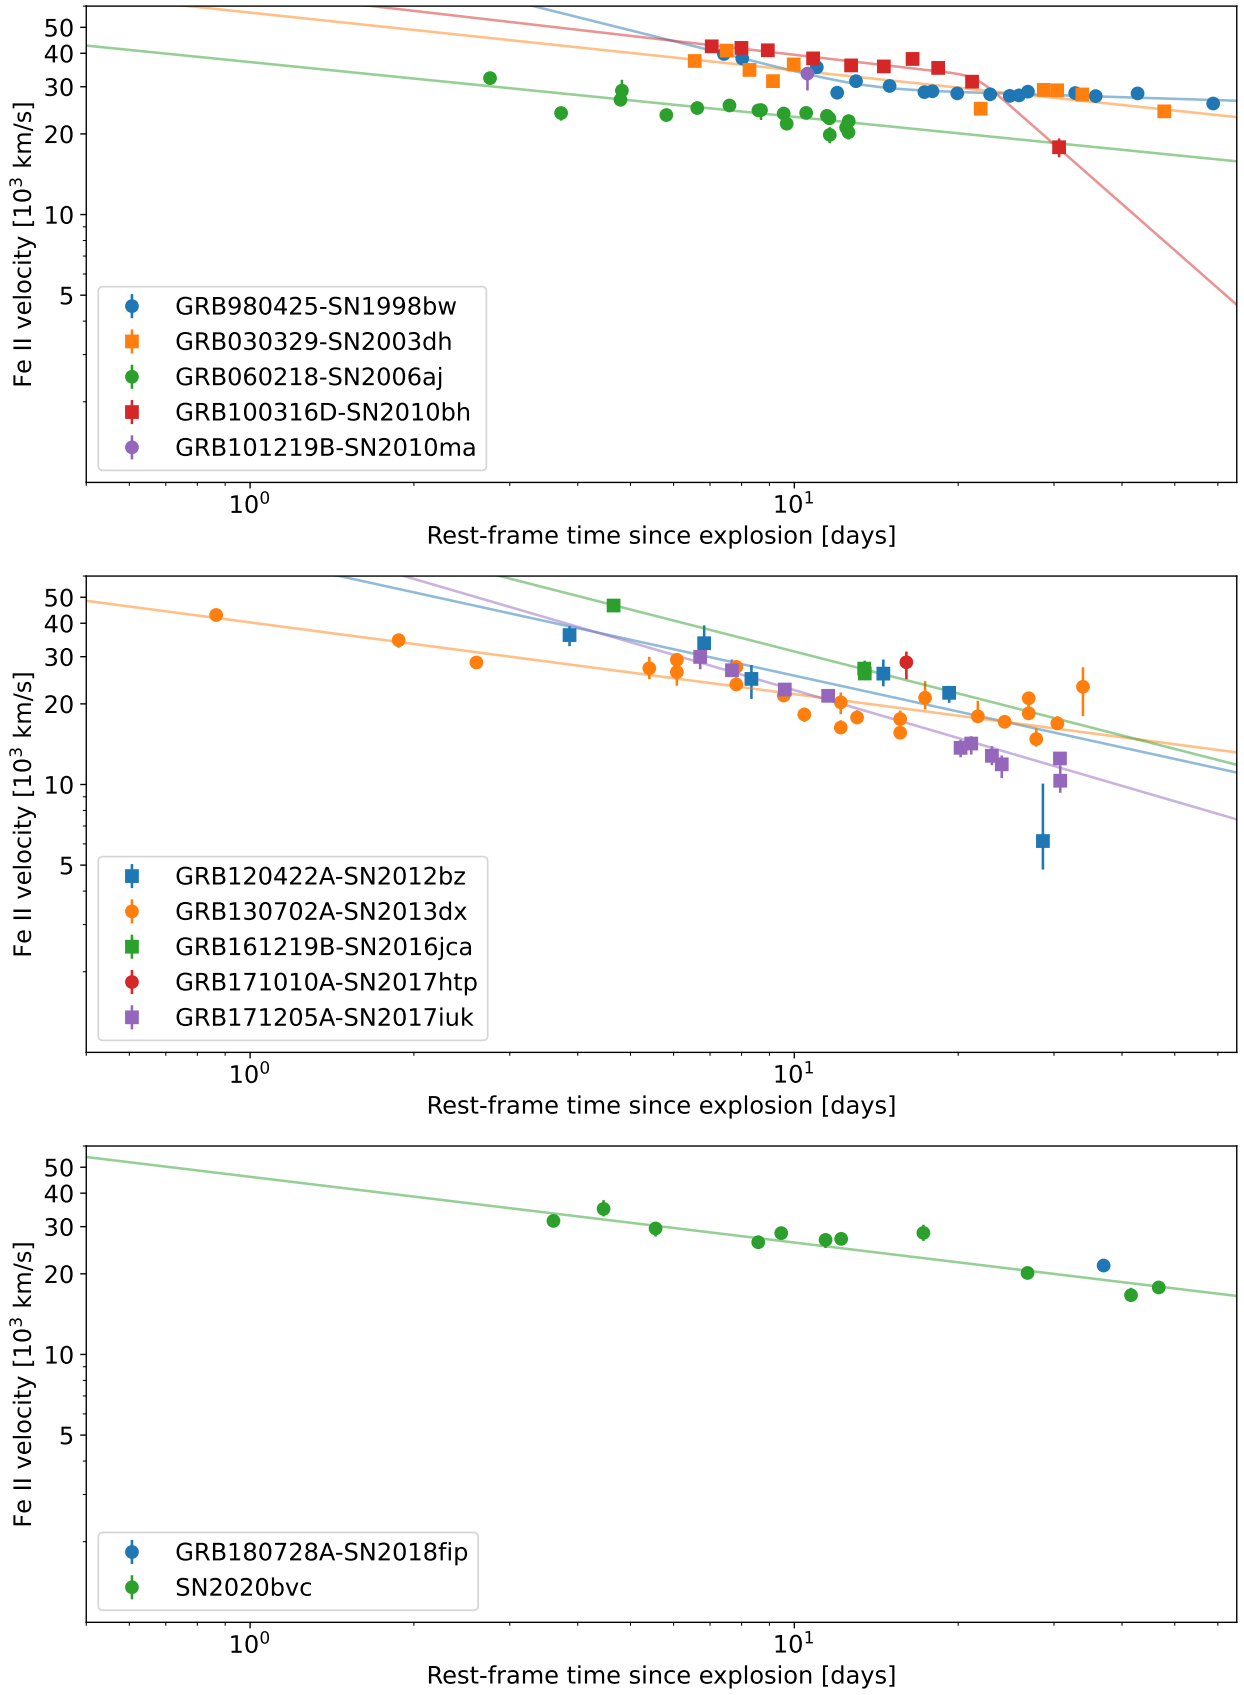 50
40
30
20
10
5
Fe II velocity [10³ km/s]
GRB980425-SN1998bw
GRB030329-SN2003dh
GRB060218-SN2006aj
GRB100316D-SN2010bh
GRB101219B-SN2010ma
10⁰
10¹
Rest-frame time since explosion [days]
50
40
30
20
10
5
Fe II velocity [10³ km/s]
GRB120422A-SN2012bz
GRB130702A-SN2013dx
GRB161219B-SN2016jca
GRB171010A-SN2017htp
GRB171205A-SN2017iuk
10⁰
10¹
Rest-frame time since explosion [days]
50
40
30
20
10
5
Fe II velocity [10³ km/s]
GRB180728A-SN2018fip
SN2020bvc
10⁰
10¹
Rest-frame time since explosion [days]